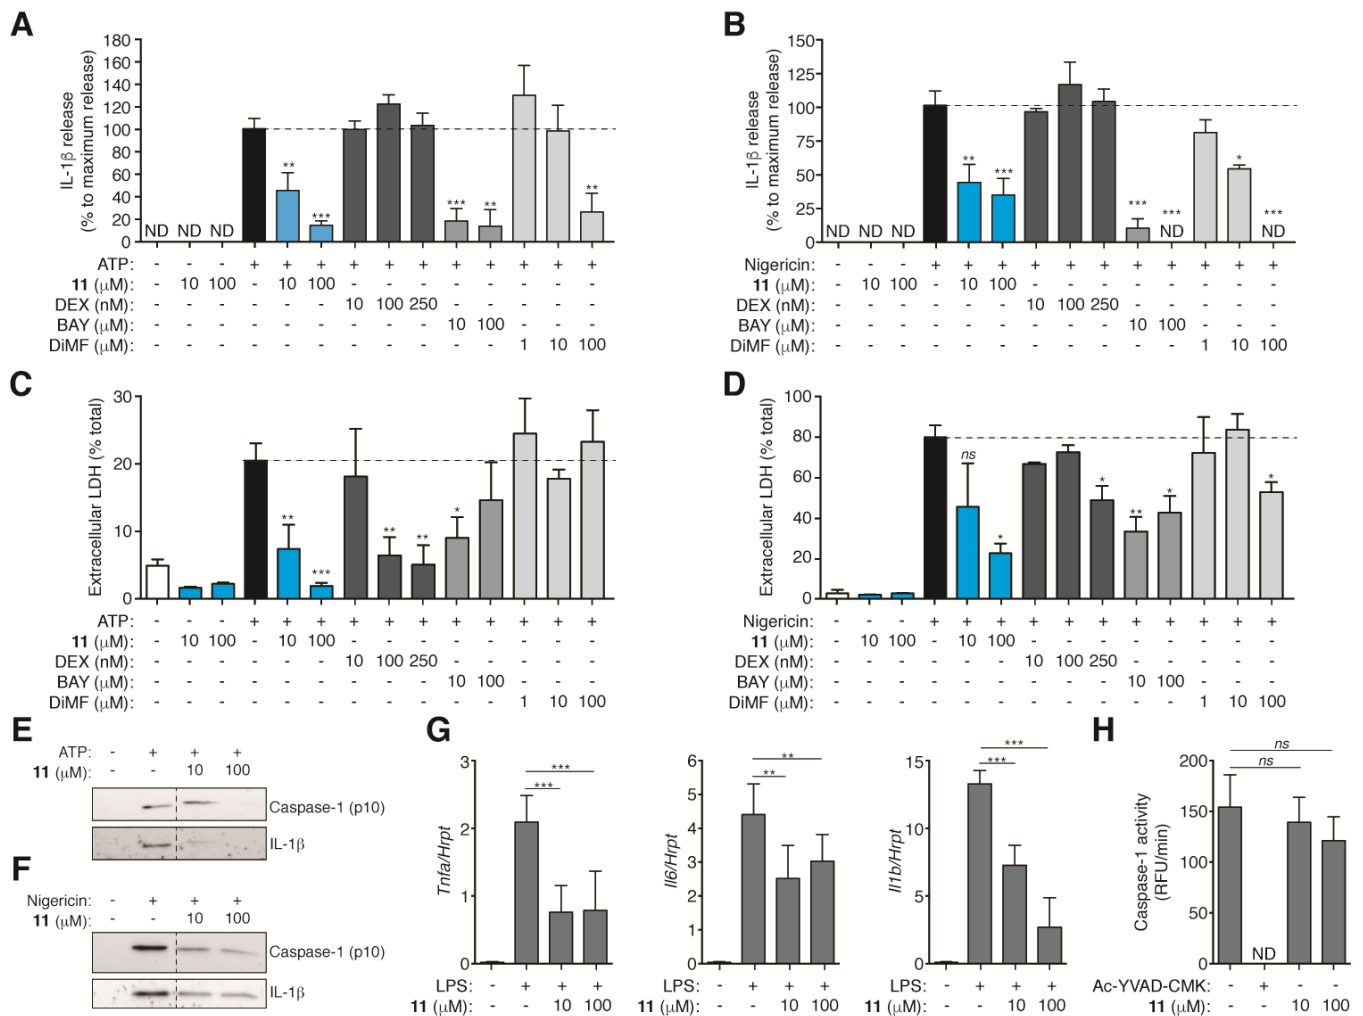 A
IL-1β release
(% to maximum release)
180
160
140
120
100
80
60
40
20
0
ND ND ND
** *** *** ** **
ATP: - - - + + + + + + + + + + +
11 (μM): - 10 100 - 10 100 - - - - - - - -
DEX (nM): - - - - - - 10 100 250 - - - - -
BAY (μM): - - - - - - - - - 10 100 - - -
DiMF (μM): - - - - - - - - - - - 1 10 100
B
IL-1β release
(% to maximum release)
150
125
100
75
50
25
0
ND ND ND
** *** *** *** * ***
ND ND
Nigericin: - - - + + + + + + + + + + +
11 (μM): - 10 100 - 10 100 - - - - - - - -
DEX (nM): - - - - - - 10 100 250 - - - - -
BAY (μM): - - - - - - - - - 10 100 - - -
DiMF (μM): - - - - - - - - - - - 1 10 100
C
Extracellular LDH (% total)
30
20
10
0
** *** ** ** *
ATP: - - - + + + + + + + + + + +
11 (μM): - 10 100 - 10 100 - - - - - - - -
DEX (nM): - - - - - - 10 100 250 - - - - -
BAY (μM): - - - - - - - - - 10 100 - - -
DiMF (μM): - - - - - - - - - - - 1 10 100
D
Extracellular LDH (% total)
100
80
60
40
20
0
ns * * ** * *
Nigericin: - - - + + + + + + + + + + +
11 (μM): - 10 100 - 10 100 - - - - - - - -
DEX (nM): - - - - - - 10 100 250 - - - - -
BAY (μM): - - - - - - - - - 10 100 - - -
DiMF (μM): - - - - - - - - - - - 1 10 100
E
ATP: - + + +
11 (μM): - - 10 100
Caspase-1 (p10)
IL-1β
F
Nigericin: - + + +
11 (μM): - - 10 100
Caspase-1 (p10)
IL-1β
G
Tnfa/Hrpt
3
2
1
0
***
***
LPS: - + + +
11 (μM): - - 10 100
Il6/Hrpt
6
5
4
3
2
1
0
**
**
LPS: - + + +
11 (μM): - - 10 100
Il1b/Hrpt
15
10
5
0
***
***
LPS: - + + +
11 (μM): - - 10 100
H
Caspase-1 activity
(RFU/min)
200
150
100
50
0
ns
ns
ND
Ac-YVAD-CMK: - + - -
11 (μM): - - 10 100